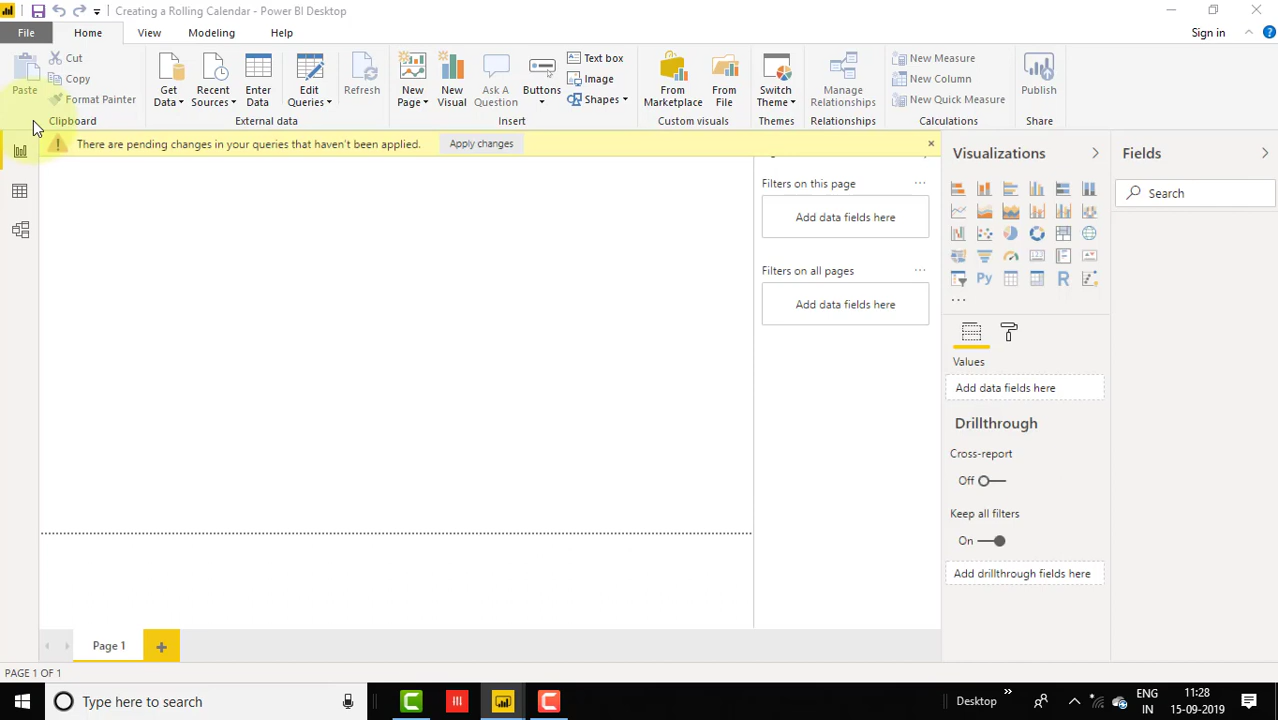 Creating a Rolling Calendar - Power BI Desktop
File
Home
View
Modeling
Help
Sign in
Paste
Cut
Copy
Format Painter
Clipboard
Get Data
Recent Sources
Enter Data
External data
Edit Queries
Refresh
New Page
New Visual
Ask A Question
Buttons
Text box
Image
Shapes
Insert
From Marketplace
From File
Custom visuals
Switch Theme
Themes
Manage Relationships
Relationships
New Measure
New Column
New Quick Measure
Calculations
Publish
Share
There are pending changes in your queries that haven't been applied.
Apply changes
Filters on this page
Add data fields here
Filters on all pages
Add data fields here
Visualizations
Py
R
Values
Add data fields here
Drillthrough
Cross-report
Off
Keep all filters
On
Add drillthrough fields here
Fields
Search
Page 1
PAGE 1 OF 1
Type here to search
Desktop
ENG
IN
11:28
15-09-2019